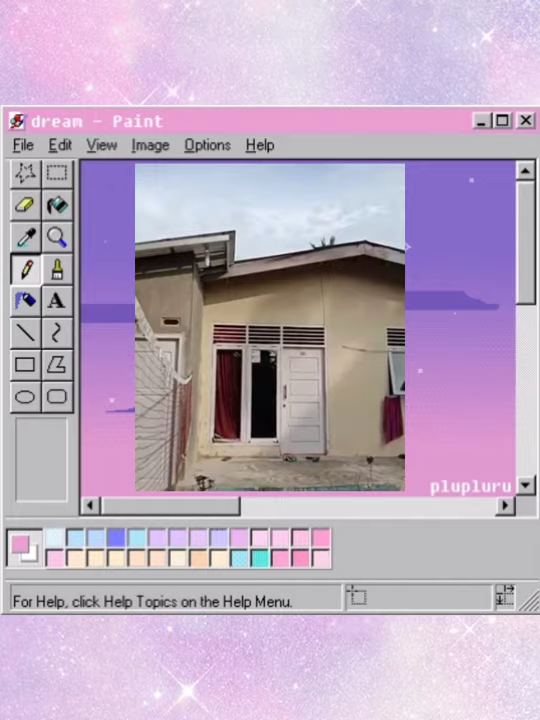 dream - Paint
File Edit View Image Options Help
A
plupluru
For Help, click Help Topics on the Help Menu.